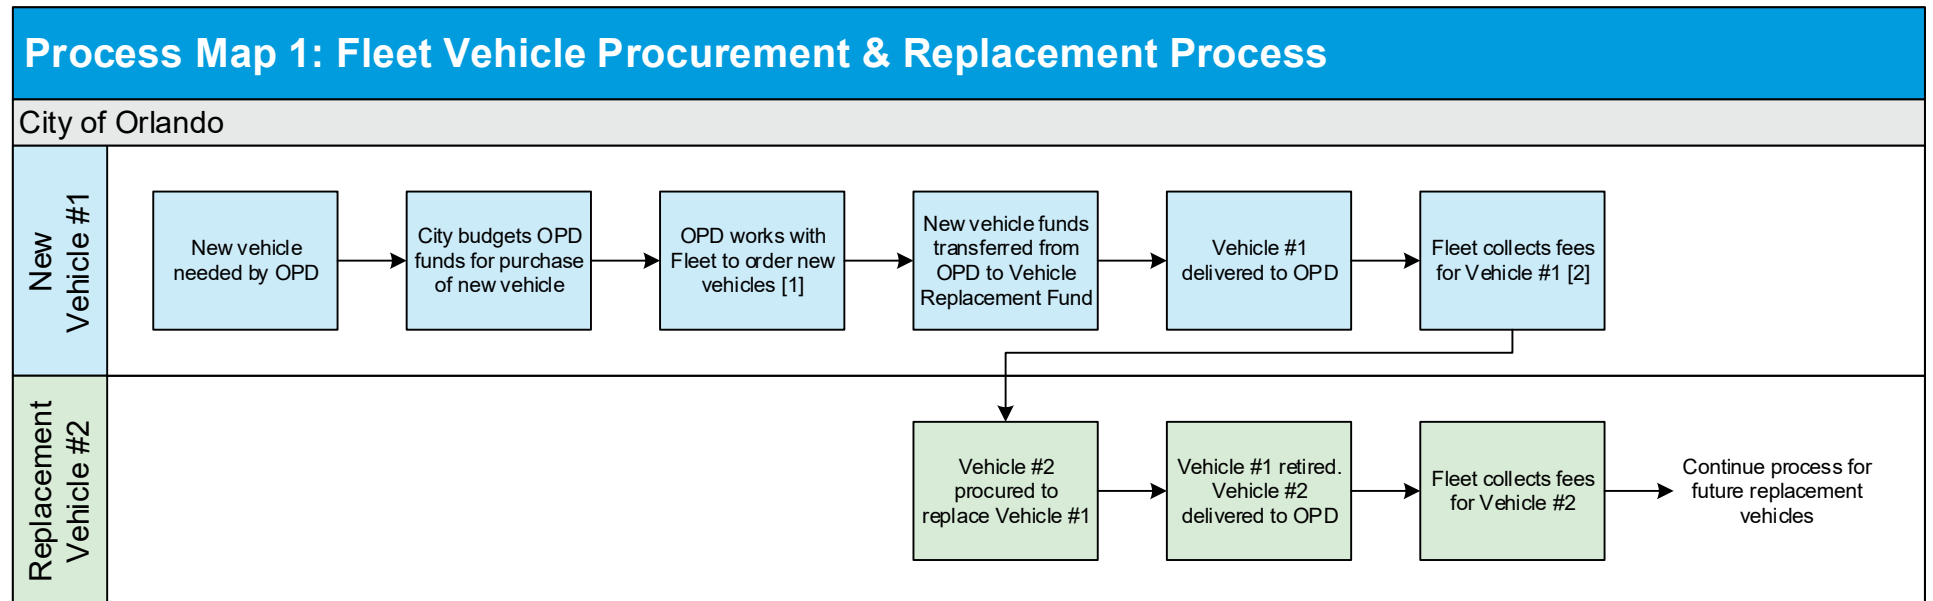 Process Map 1: Fleet Vehicle Procurement & Replacement Process
City of Orlando
New
Vehicle #1
New vehicle
needed by OPD
City budgets OPD
funds for purchase
of new vehicle
OPD works with
Fleet to order new
vehicles [1]
New vehicle funds
transferred from
OPD to Vehicle
Replacement Fund
Vehicle #1
delivered to OPD
Fleet collects fees
for Vehicle #1 [2]
Replacement
Vehicle #2
Vehicle #2
procured to
replace Vehicle #1
Vehicle #1 retired.
Vehicle #2
delivered to OPD
Fleet collects fees
for Vehicle #2
Continue process for
future replacement
vehicles